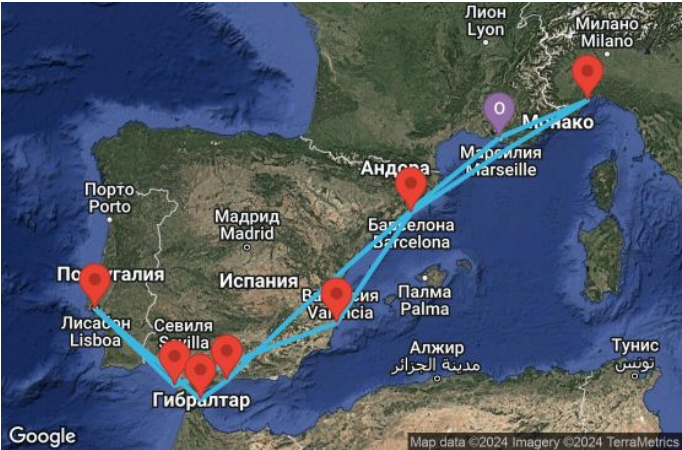 Лион
Lyon
Милано
Milano
O
Монако
Марсилия
Marseille
Андора
Порто
Porto
Мадрид
Madrid
Барселона
Barcelona
Португалия
Испания
Валенсия
Valencia
Палма
Palma
Лисабон
Lisboa
Севиля
Sevilla
Гибралтар
Алжир
مدينة الجزائر
Тунис
تونس
Google
Map data ©2024 Imagery ©2024 TerraMetrics